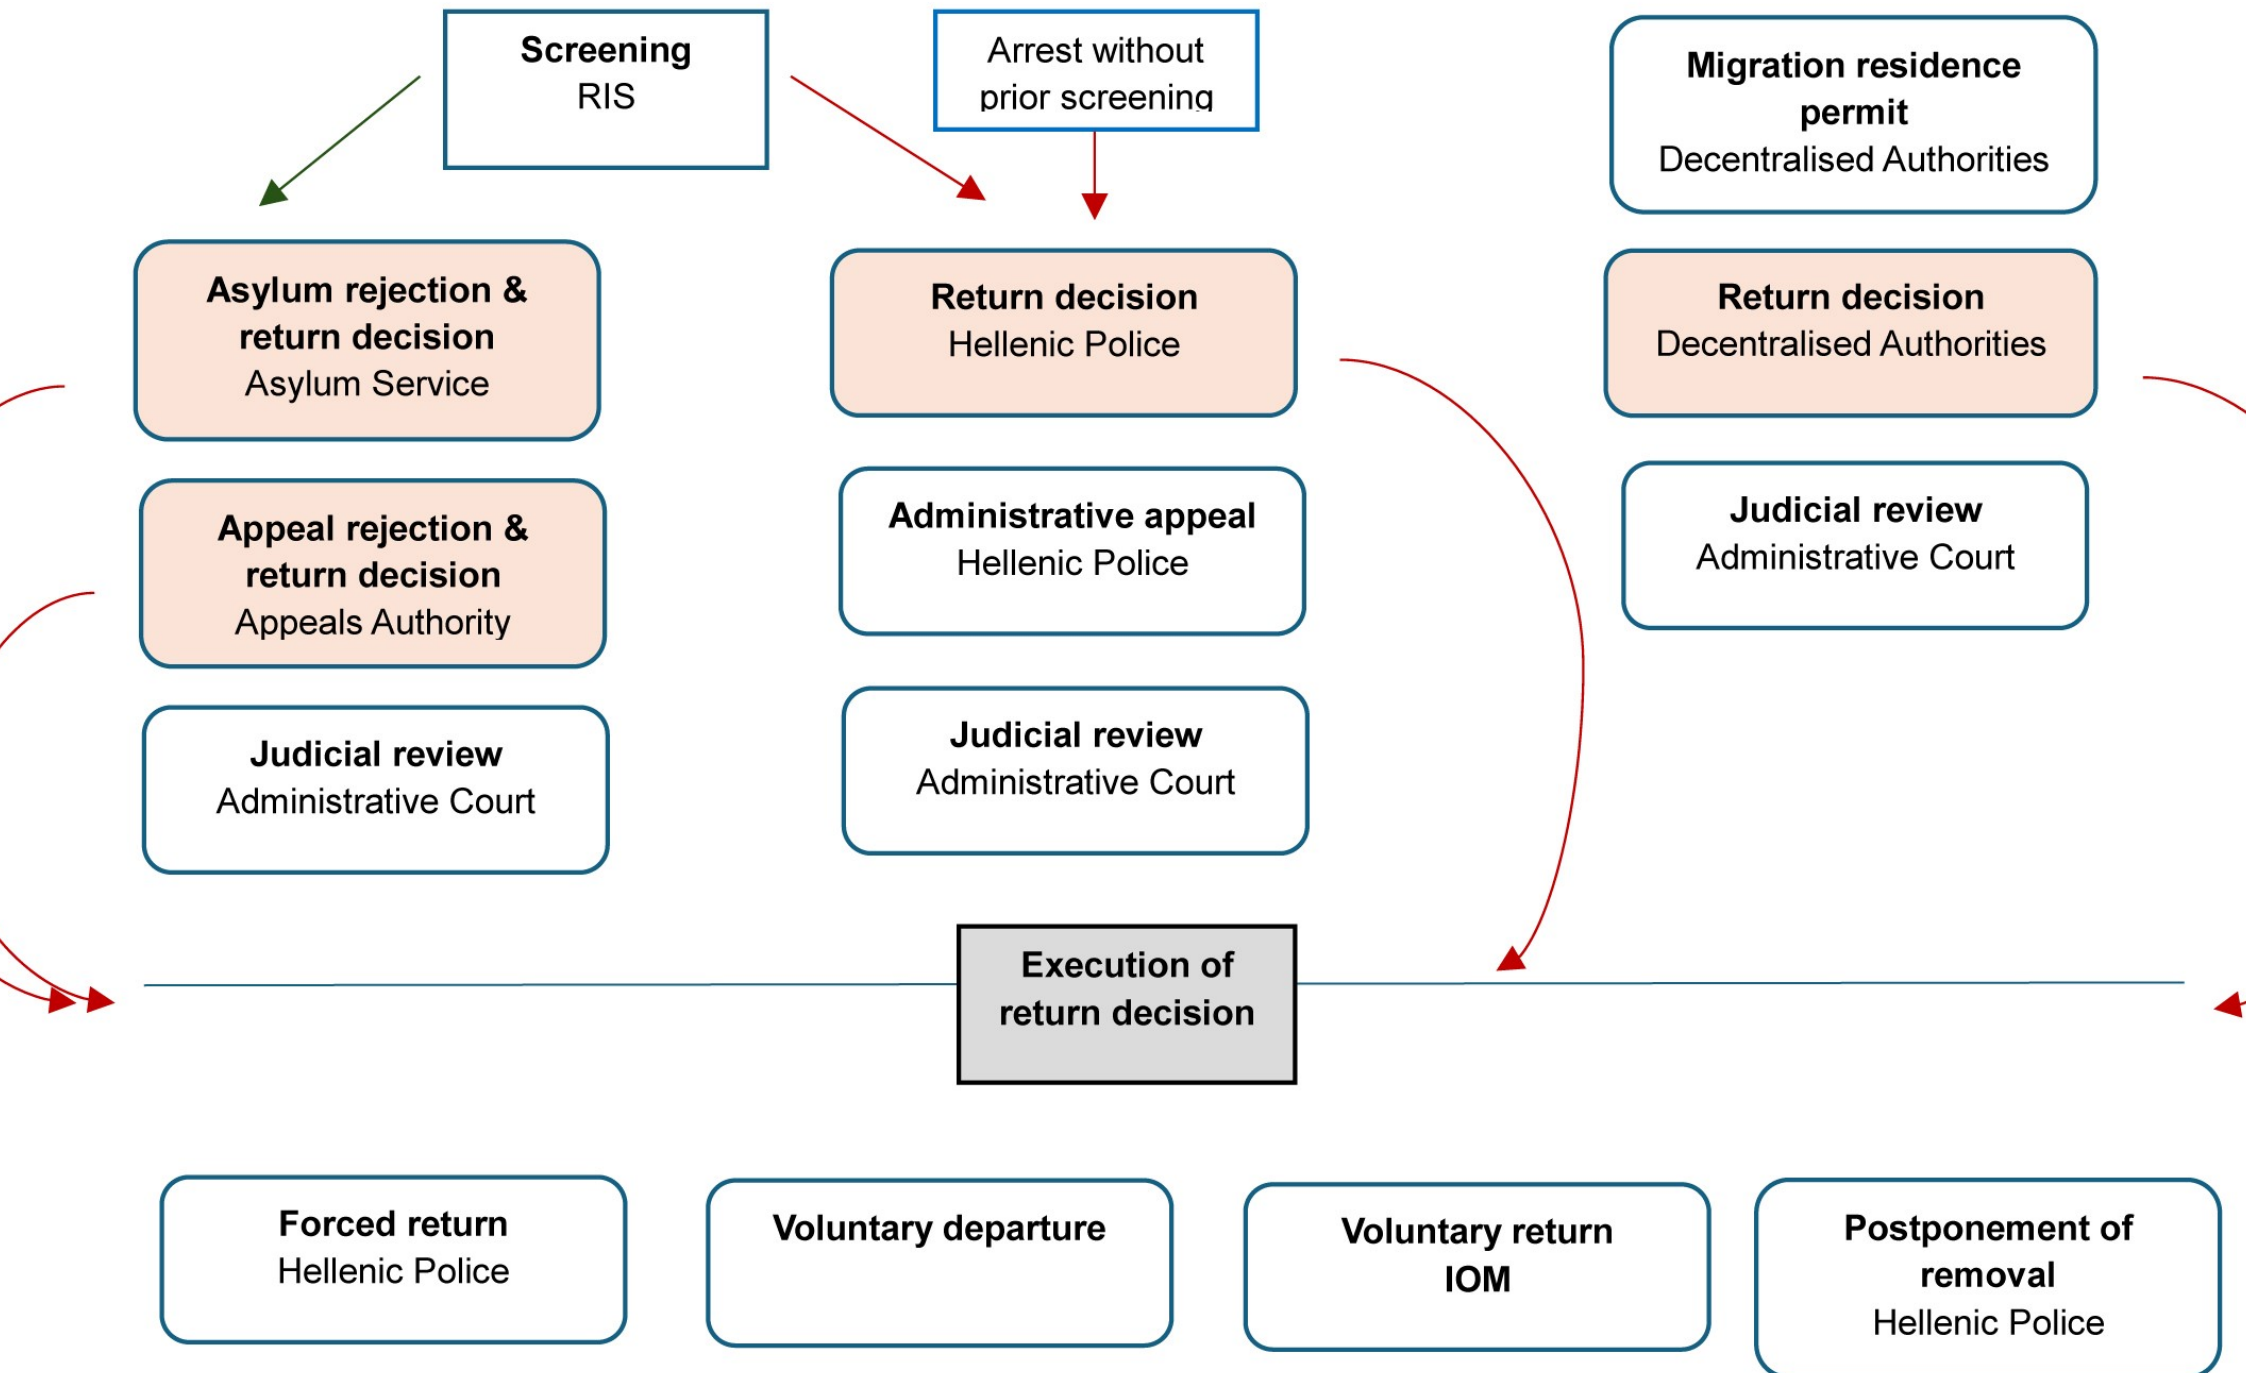 Screening
RIS
Arrest without
prior screening
Migration residence
permit
Decentralised Authorities
Asylum rejection &
return decision
Asylum Service
Return decision
Hellenic Police
Return decision
Decentralised Authorities
Appeal rejection &
return decision
Appeals Authority
Administrative appeal
Hellenic Police
Judicial review
Administrative Court
Judicial review
Administrative Court
Judicial review
Administrative Court
Execution of
return decision
Forced return
Hellenic Police
Voluntary departure
Voluntary return
IOM
Postponement of
removal
Hellenic Police